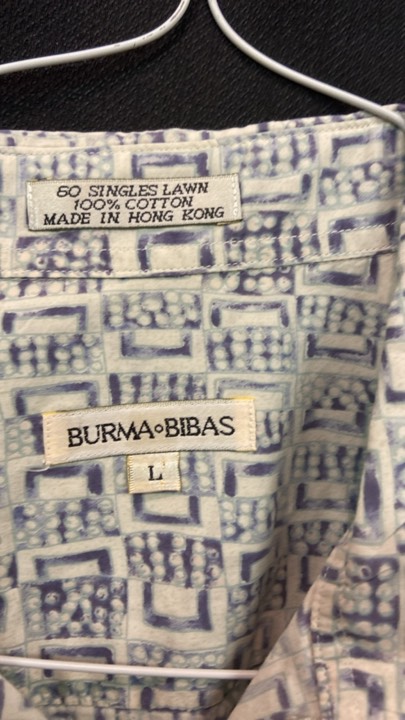 60 SINGLES LAWN
100% COTTON
MADE IN HONG KONG
BURMA◇BIBAS
L